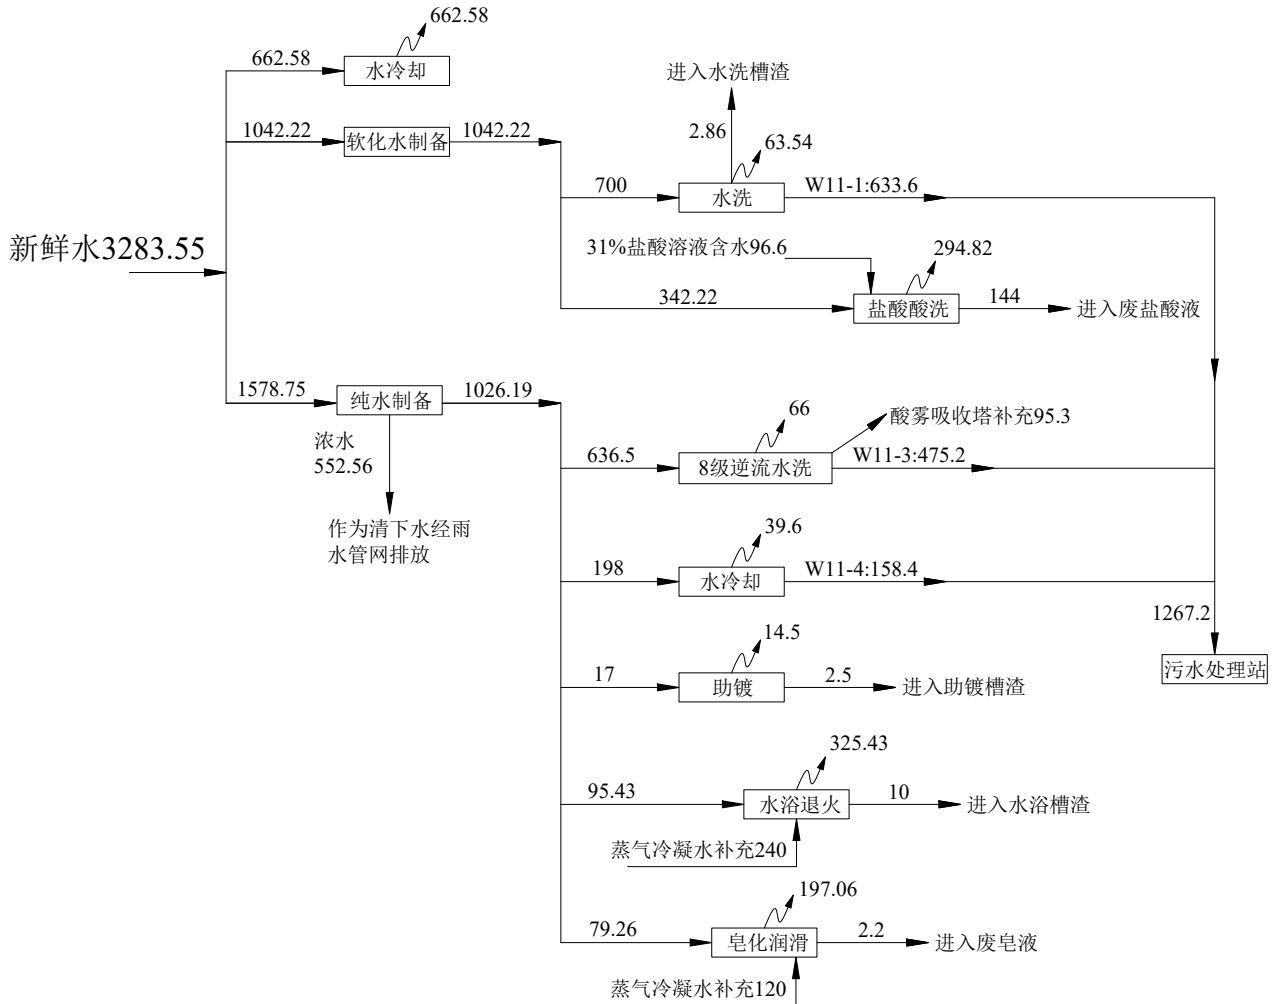 662.58
662.58
水冷却
进入水洗槽渣
1042.22
软化水制备
1042.22
2.86
63.54
700
水洗
W11-1:633.6
新鲜水3283.55
31%盐酸溶液含水96.6
294.82
342.22
盐酸酸洗
144
进入废盐酸液
1578.75
纯水制备
1026.19
浓水
552.56
作为清下水经雨
水管网排放
66
酸雾吸收塔补充95.3
636.5
8级逆流水洗
W11-3:475.2
39.6
198
水冷却
W11-4:158.4
1267.2
污水处理站
14.5
17
助镀
2.5
进入助镀槽渣
325.43
95.43
水浴退火
10
进入水浴槽渣
蒸气冷凝水补充240
197.06
79.26
皂化润滑
2.2
进入废皂液
蒸气冷凝水补充120